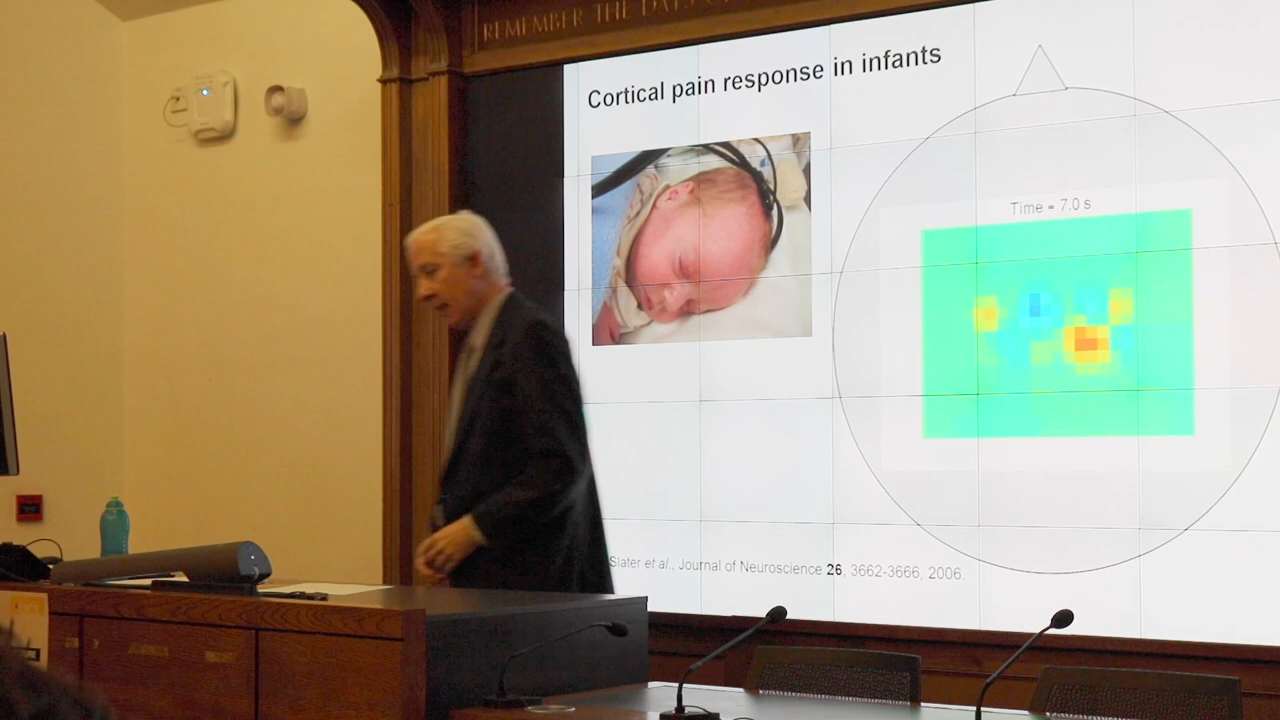 REMEMBER THE DAYS O
Cortical pain response in infants
Time = 7.0 s
Slater et al., Journal of Neuroscience 26, 3662-3666, 2006.